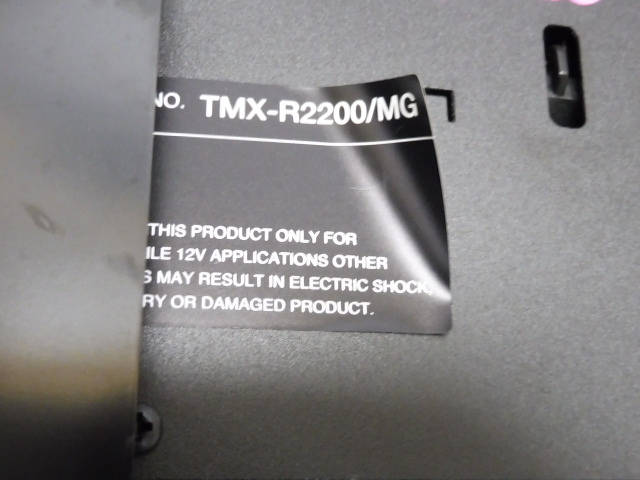 NO. TMX-R2200/MG
THIS PRODUCT ONLY FOR
ILE 12V APPLICATIONS OTHER
S MAY RESULT IN ELECTRIC SHOCK,
RY OR DAMAGED PRODUCT.